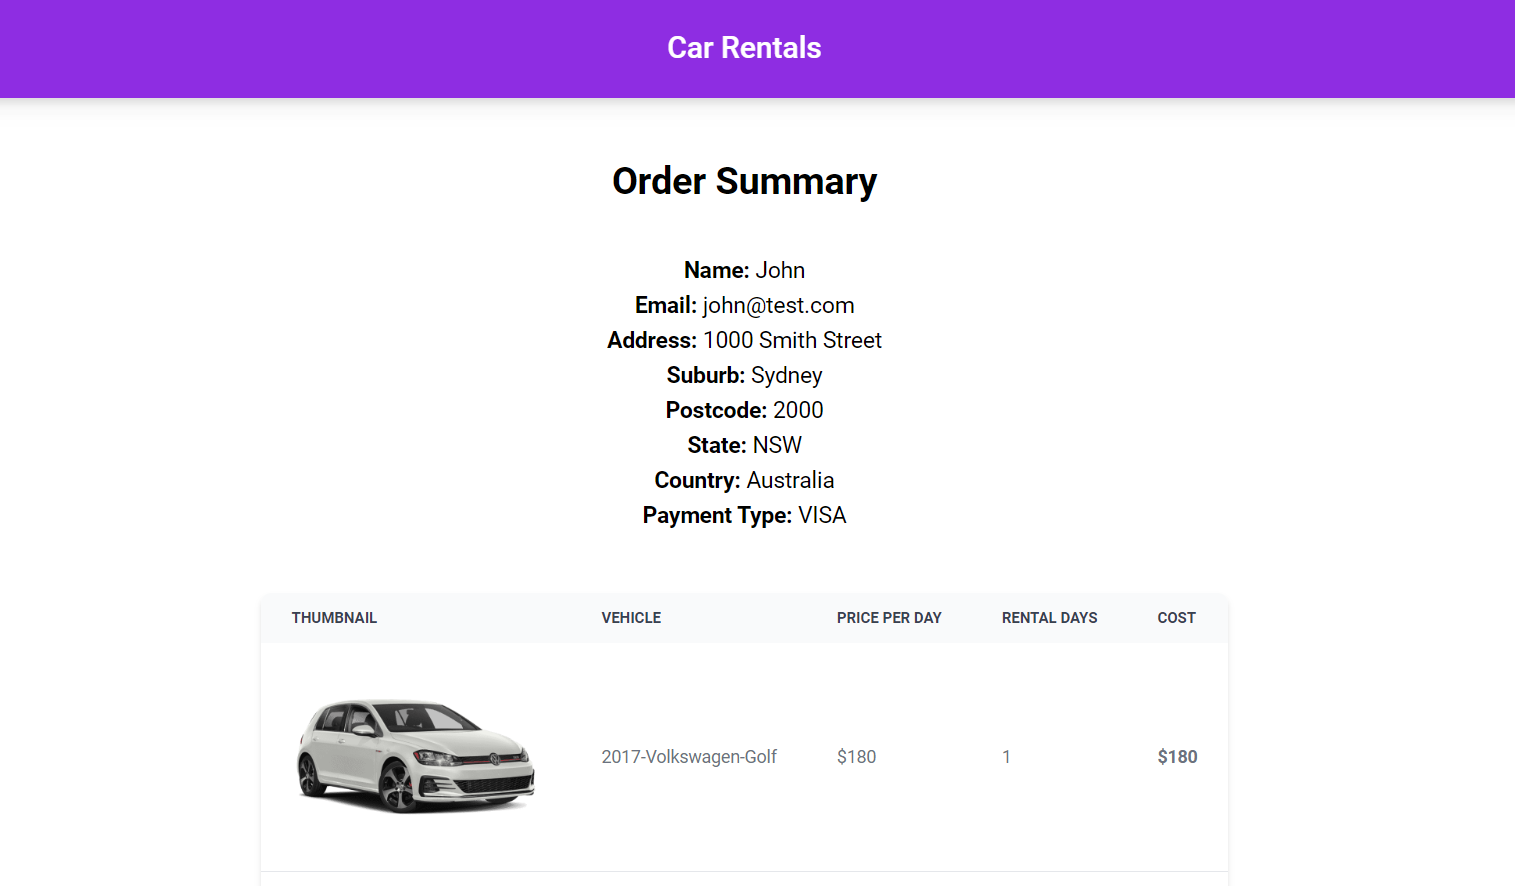 Car Rentals
Order Summary
Name: John
Email: john@test.com
Address: 1000 Smith Street
Suburb: Sydney
Postcode: 2000
State: NSW
Country: Australia
Payment Type: VISA
THUMBNAIL VEHICLE PRICE PER DAY RENTAL DAYS COST
2017-Volkswagen-Golf $180 1 $180